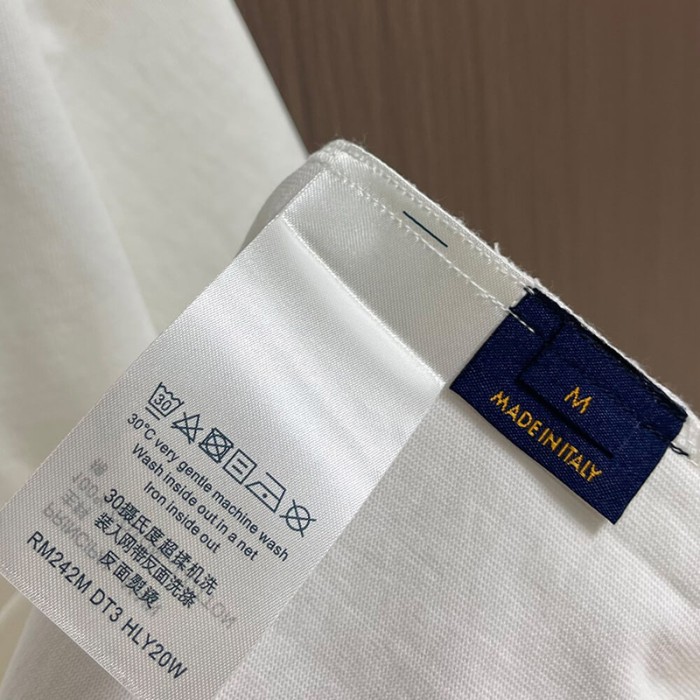 30
30°C very gentle machine wash
Wash inside out in a net
Iron inside out
30摄氏度超揉机洗
装入网带反面洗涤
反面熨烫
RM242M DT3 HLY20W
M
MADE IN ITALY